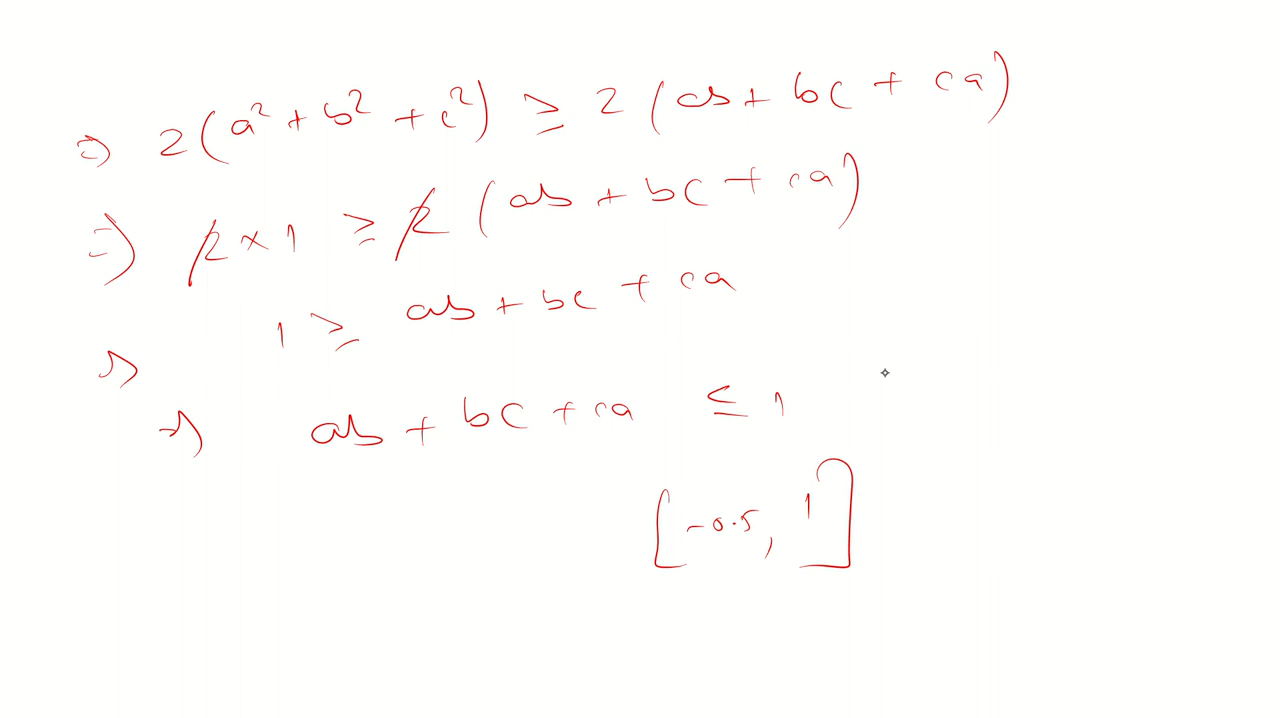 ⇒ 2(a² + b² + c²) ≥ 2 (ab + bc + ca)
⇒ 2 × 1 ≥ 2 (ab + bc + ca)
⇒ 1 ≥ ab + bc + ca
⇒ ab + bc + ca ≤ 1
[-0.5, 1]